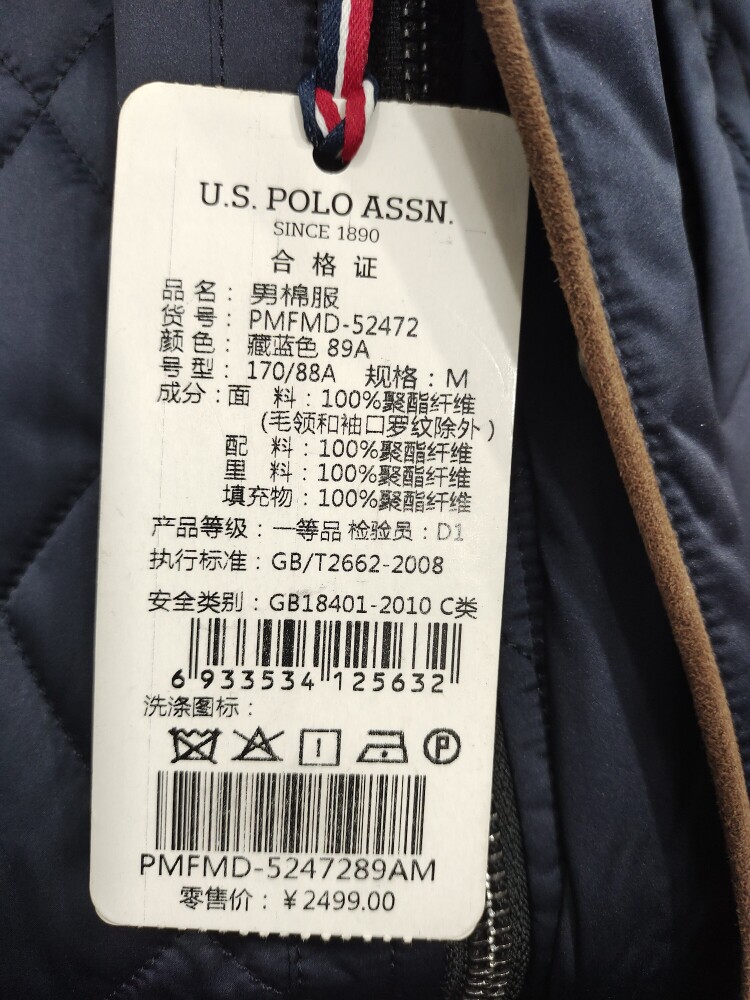 U.S. POLO ASSN.
SINCE 1890
合格证
品名：男棉服
货号：PMFMD-52472
颜色：藏蓝色 89A
号型：170/88A 规格：M
成分：面料：100%聚酯纤维
(毛领和袖口罗纹除外)
配料：100%聚酯纤维
里料：100%聚酯纤维
填充物：100%聚酯纤维
产品等级：一等品 检验员：D1
执行标准：GB/T2662-2008
安全类别：GB18401-2010 C类
6 933534 125632
洗涤图标：
P
PMFMD-5247289AM
零售价：￥2499.00